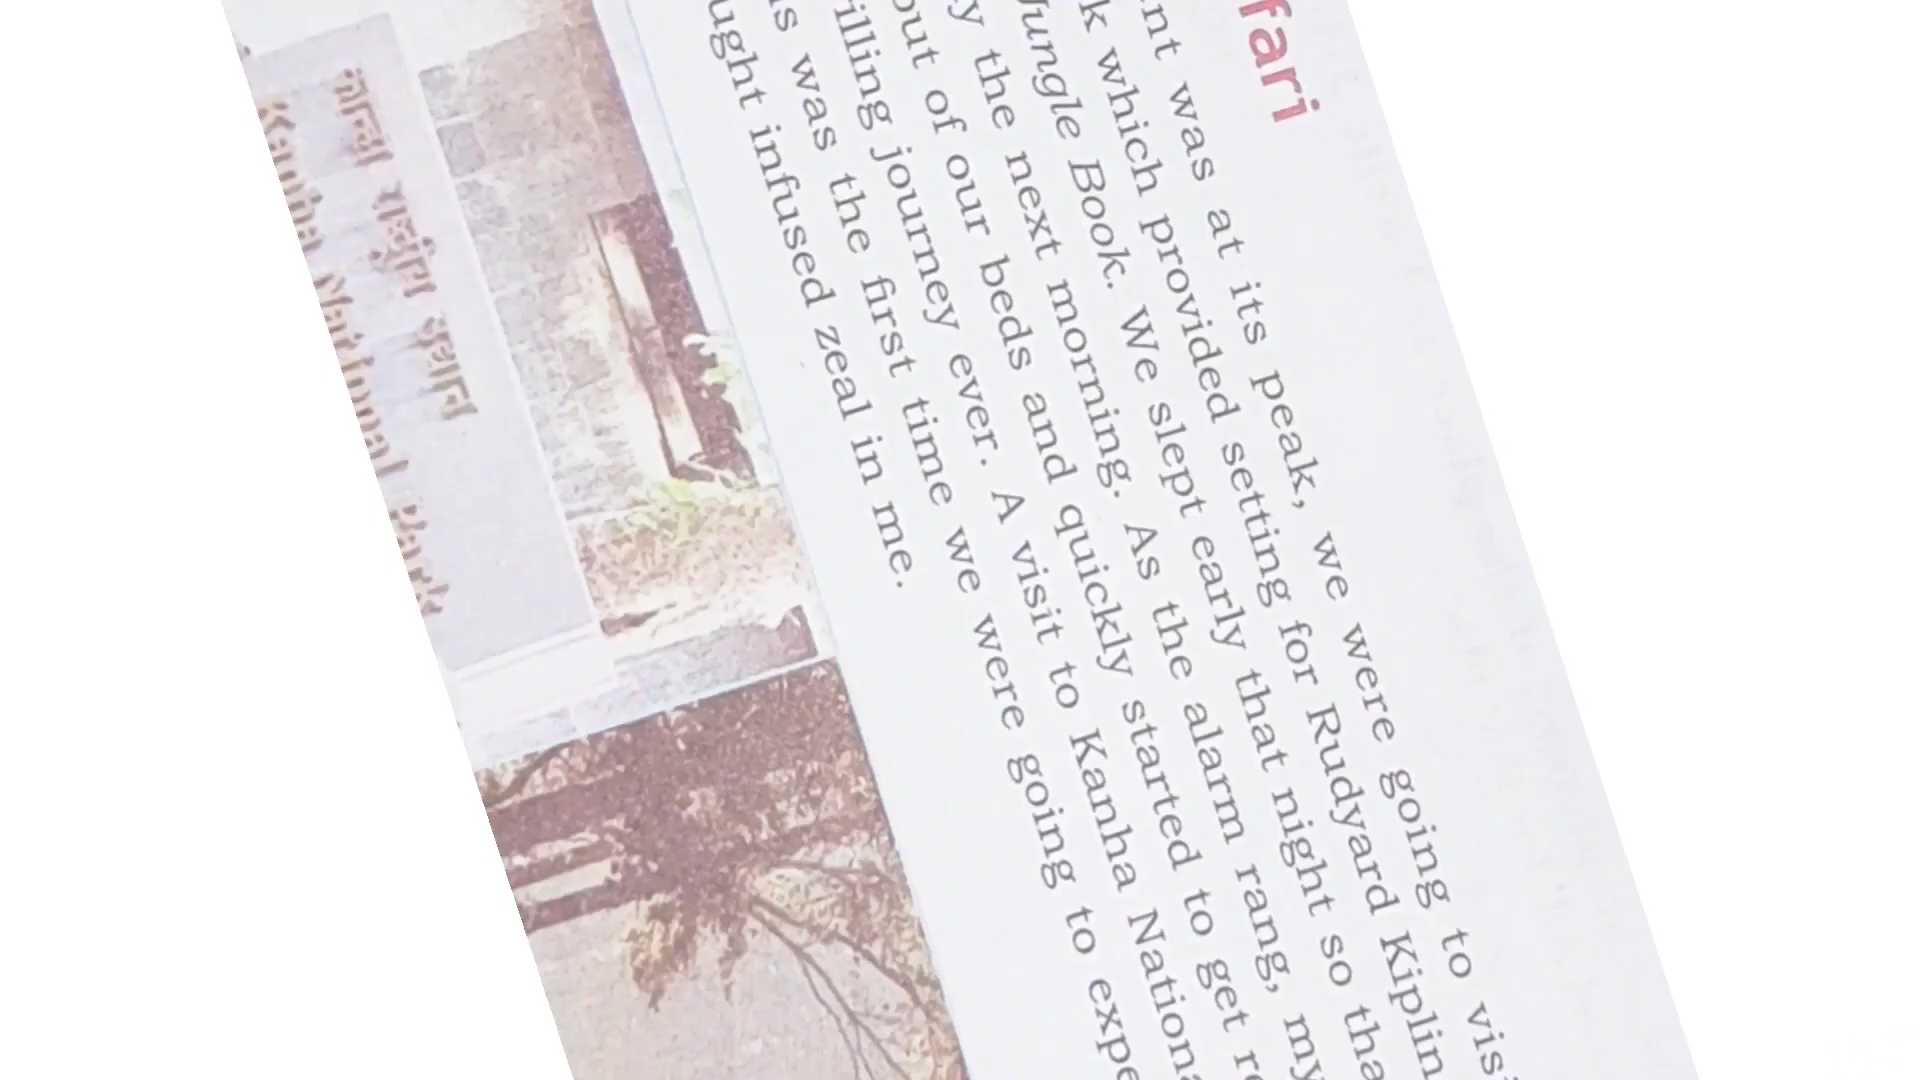 fari
nt was at its peak, we were going to visi
k which provided setting for Rudyard Kiplin
Jungle Book. We slept early that night so tha
y the next morning. As the alarm rang, my
out of our beds and quickly started to get re
rilling journey ever. A visit to Kanha Nationa
is was the first time we were going to expe
ught infused zeal in me.
कान्हा राष्ट्रीय उद्यान
Kanha National Park